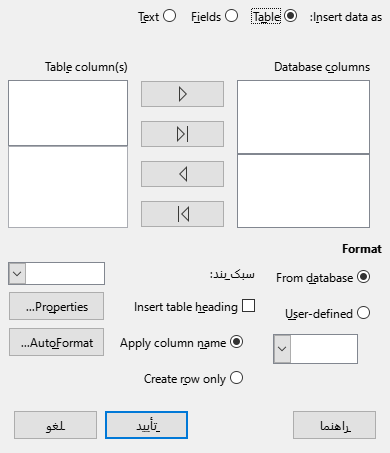 Insert data as: Table Fields Text
Database columns Table column(s)
Format
From database سبک بند:
Insert table heading Properties...
User-defined
Apply column name AutoFormat...
Create row only
راهنما تأیید لغو